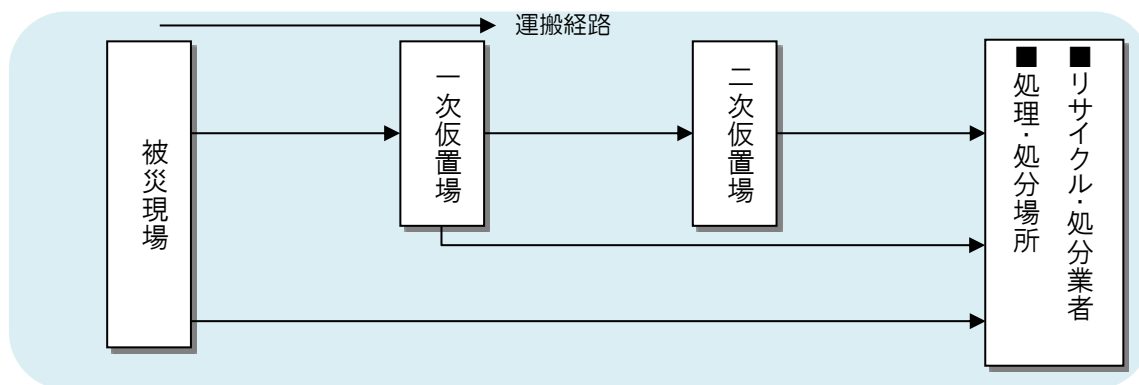 運搬経路
被災現場
一次仮置場
二次仮置場
■リサイクル・処分業者
■処理・処分場所